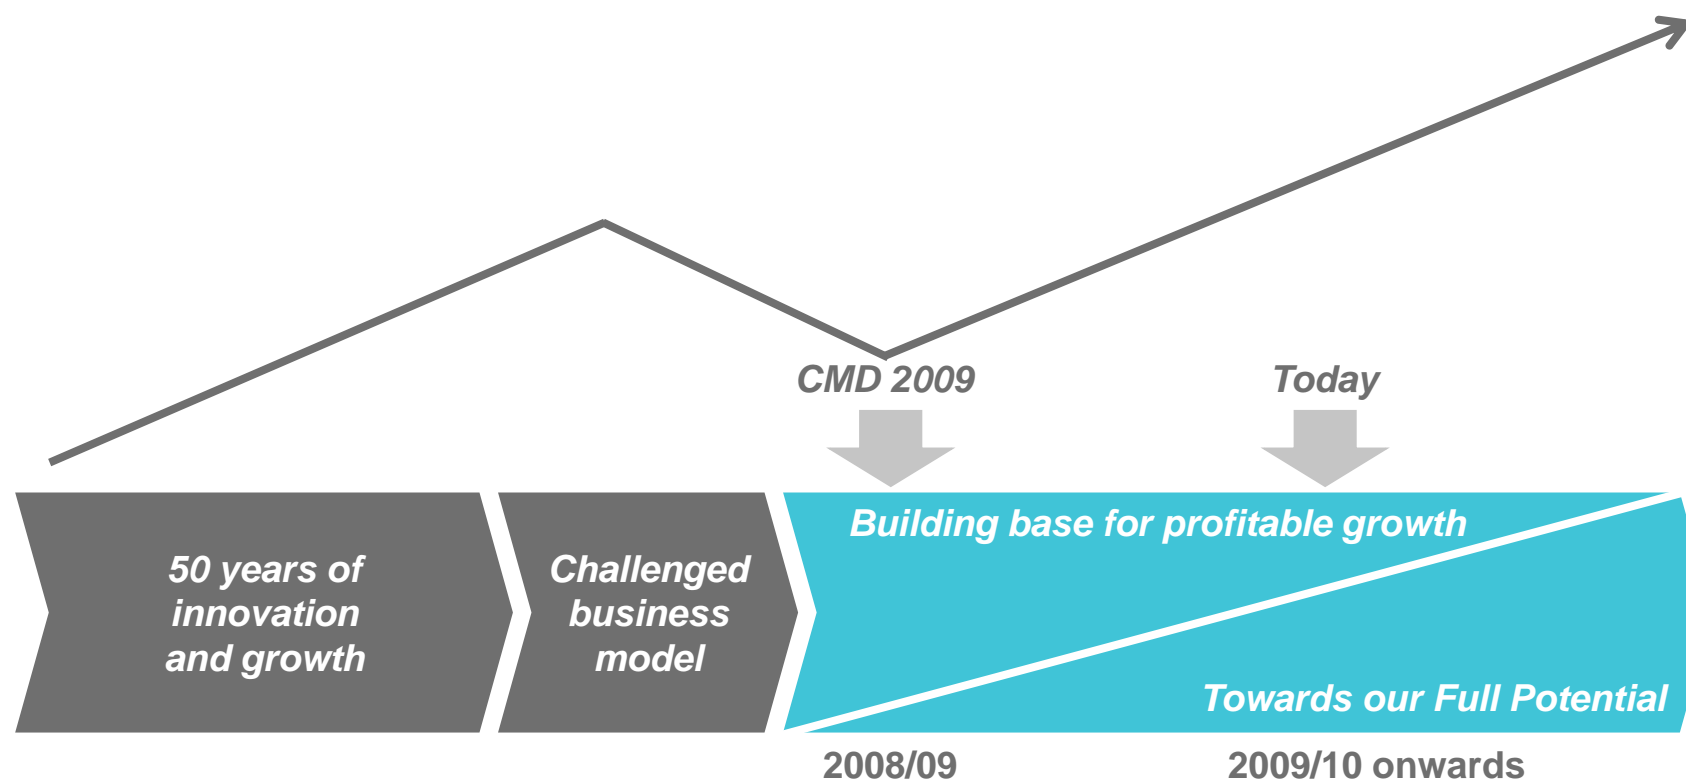 CMD 2009
Today
50 years of
innovation
and growth
Challenged
business
model
Building base for profitable growth
Towards our Full Potential
2008/09
2009/10 onwards